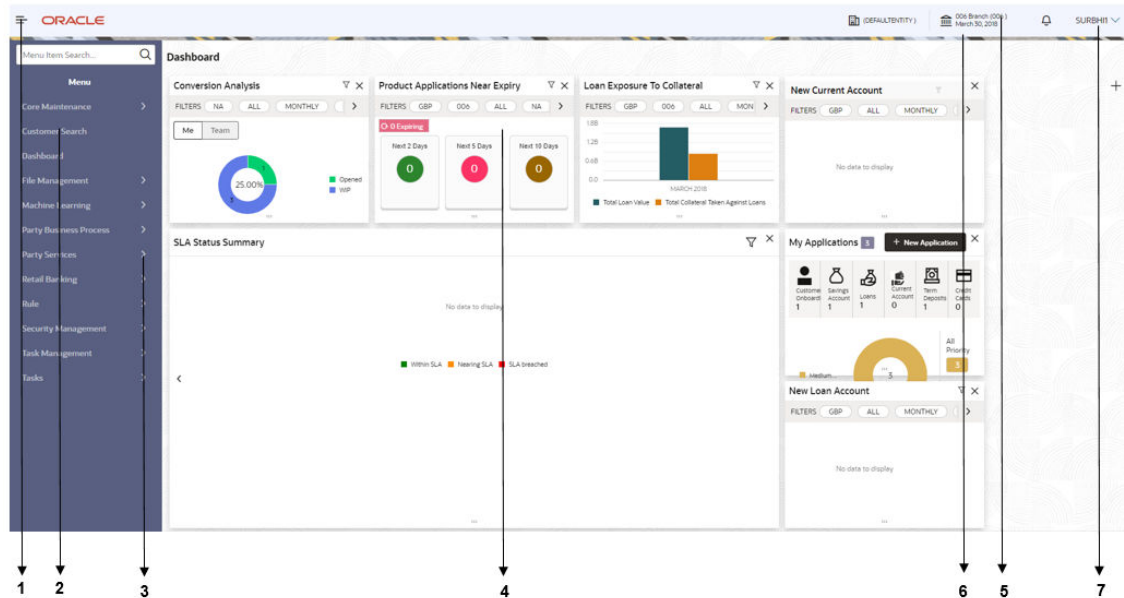 ORACLE
(DEFAULTENTITY)
006 Branch (006)
March 30, 2018
SURBHI1
Menu Item Search...
Menu
Core Maintenance
Customer Search
Dashboard
File Management
Machine Learning
Party Business Process
Party Services
Retail Banking
Rule
Security Management
Task Management
Tasks
Dashboard
Conversion Analysis
FILTERS NA ALL MONTHLY
Me Team
25.00%
3
Opened
WIP
Product Applications Near Expiry
FILTERS GBP 006 ALL NA
0 Expiring
Next 2 Days Next 5 Days Next 10 Days
0 0 0
Loan Exposure To Collateral
FILTERS GBP 006 ALL MON
1.8B
1.2B
0.6B
0.0
MARCH 2018
Total Loan Value Total Collateral Taken Against Loans
New Current Account
FILTERS GBP ALL MONTHLY
No data to display
SLA Status Summary
No data to display
Within SLA Nearing SLA SLA breached
My Applications 3 + New Application
Customer Onboardi 1
Savings Account 1
Loans 1
Current Account 0
Term Deposits 1
Credit Cards 0
All
Priority
3
Medium...
3
New Loan Account
FILTERS GBP ALL MONTHLY
No data to display
1 2 3 4 6 5 7